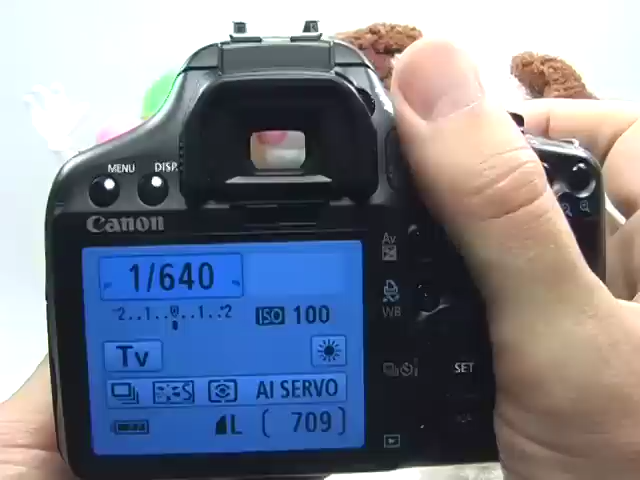 MENU DISP.
Canon
1/640
-2..1..0..1..+2
ISO 100
Tv
S
AI SERVO
L [ 709]
Av
WB
SET